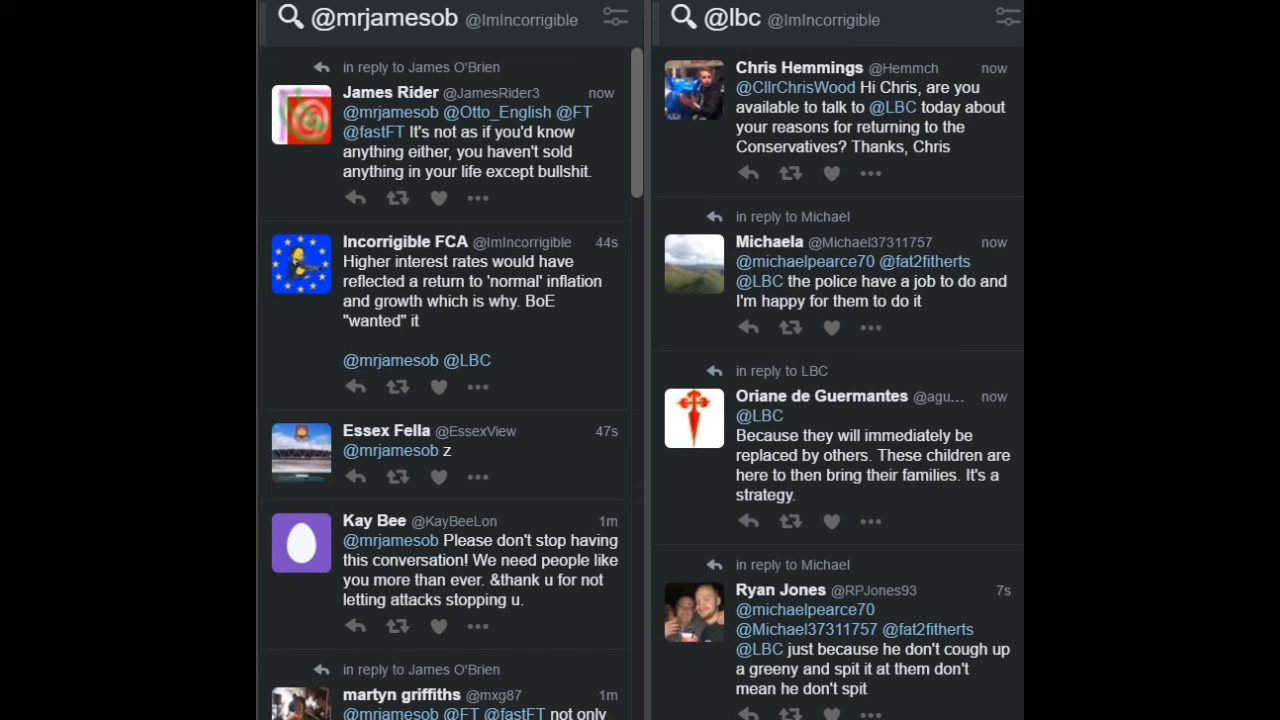 @mrjamesob @ImIncorrigible
in reply to James O'Brien
James Rider @JamesRider3 now
@mrjamesob @Otto_English @FT
@fastFT It's not as if you'd know
anything either, you haven't sold
anything in your life except bullshit.
Incorrigible FCA @ImIncorrigible 44s
Higher interest rates would have
reflected a return to 'normal' inflation
and growth which is why. BoE
"wanted" it
@mrjamesob @LBC
Essex Fella @EssexView 47s
@mrjamesob z
Kay Bee @KayBeeLon 1m
@mrjamesob Please don't stop having
this conversation! We need people like
you more than ever. &thank u for not
letting attacks stopping u.
in reply to James O'Brien
martyn griffiths @mxg87 1m
@mrjamesob @FT @fastFT not only
@lbc @ImIncorrigible
Chris Hemmings @Hemmch now
@CllrChrisWood Hi Chris, are you
available to talk to @LBC today about
your reasons for returning to the
Conservatives? Thanks, Chris
in reply to Michael
Michaela @Michael37311757 now
@michaelpearce70 @fat2fitherts
@LBC the police have a job to do and
I'm happy for them to do it
in reply to LBC
Oriane de Guermantes @agu... now
@LBC
Because they will immediately be
replaced by others. These children are
here to then bring their families. It's a
strategy.
in reply to Michael
Ryan Jones @RPJones93 7s
@michaelpearce70
@Michael37311757 @fat2fitherts
@LBC just because he don't cough up
a greeny and spit it at them don't
mean he don't spit